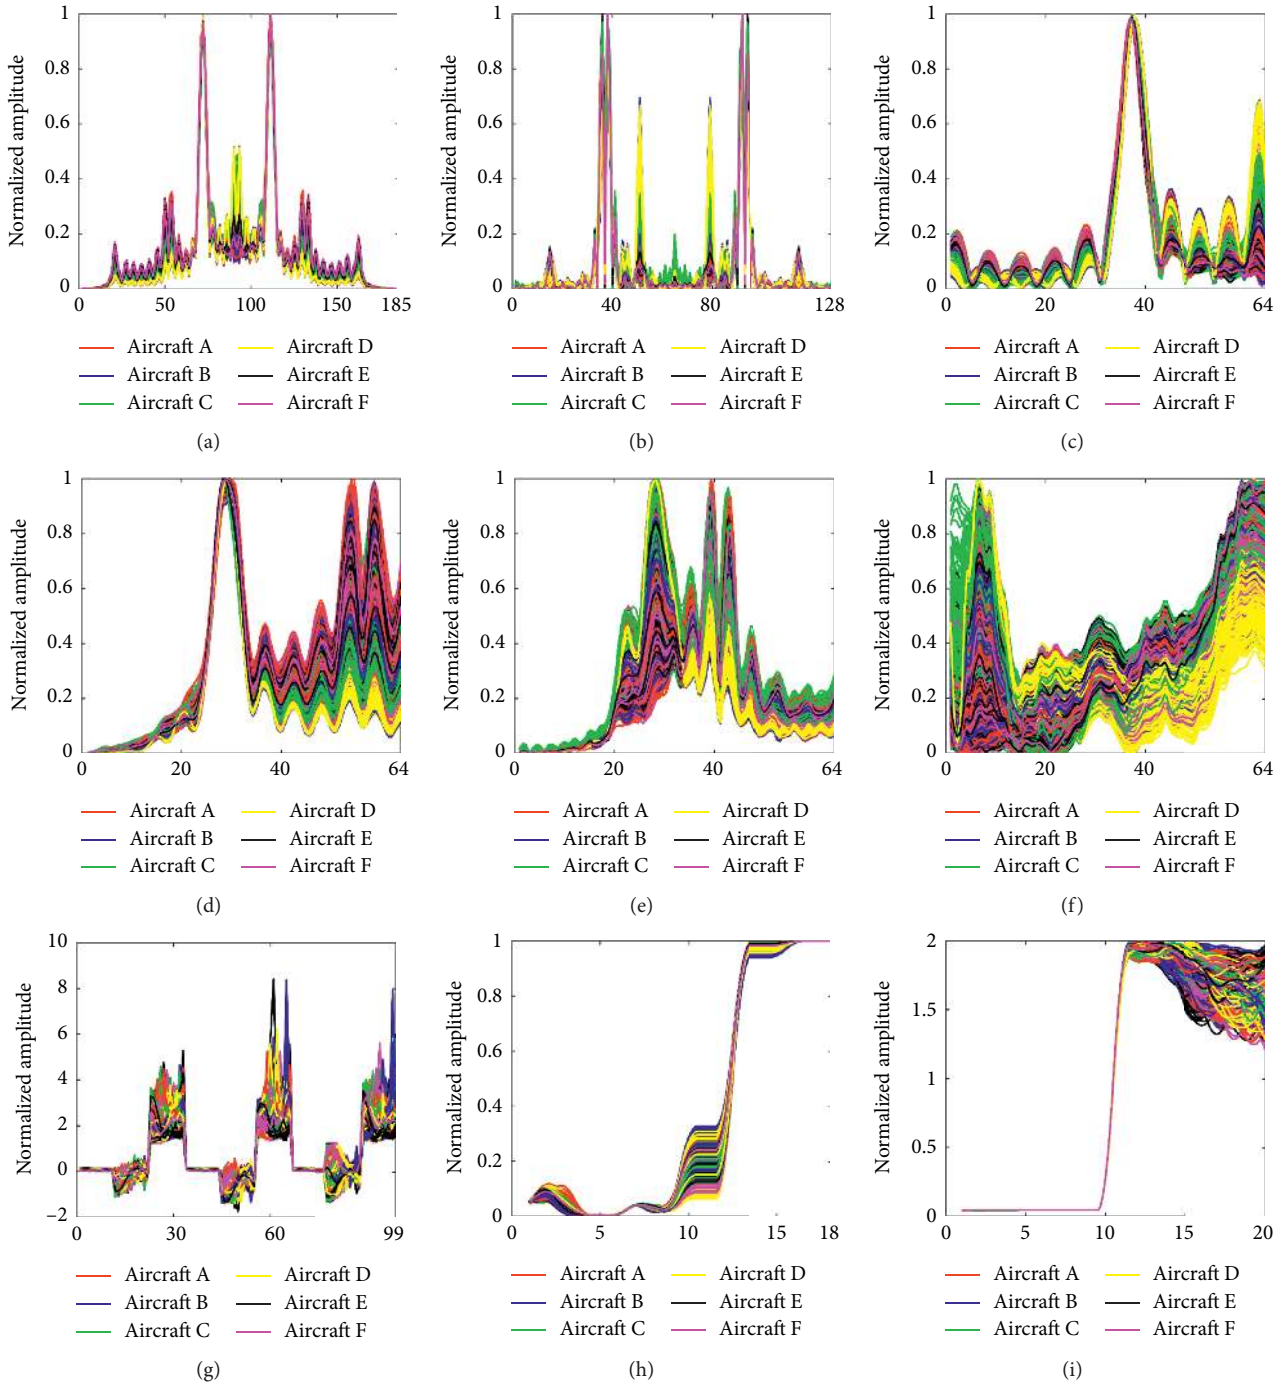 Normalized amplitude
1
0.8
0.6
0.4
0.2
0
0 50 100 150 185
Aircraft A Aircraft D
Aircraft B Aircraft E
Aircraft C Aircraft F
(a)
Normalized amplitude
1
0.8
0.6
0.4
0.2
0
0 40 80 128
Aircraft A Aircraft D
Aircraft B Aircraft E
Aircraft C Aircraft F
(b)
Normalized amplitude
1
0.8
0.6
0.4
0.2
0
0 20 40 64
Aircraft A Aircraft D
Aircraft B Aircraft E
Aircraft C Aircraft F
(c)
Normalized amplitude
1
0.8
0.6
0.4
0.2
0
0 20 40 64
Aircraft A Aircraft D
Aircraft B Aircraft E
Aircraft C Aircraft F
(d)
Normalized amplitude
1
0.8
0.6
0.4
0.2
0
0 20 40 64
Aircraft A Aircraft D
Aircraft B Aircraft E
Aircraft C Aircraft F
(e)
Normalized amplitude
1
0.8
0.6
0.4
0.2
0
0 20 40 64
Aircraft A Aircraft D
Aircraft B Aircraft E
Aircraft C Aircraft F
(f)
Normalized amplitude
10
8
6
4
2
0
−2
0 30 60 99
Aircraft A Aircraft D
Aircraft B Aircraft E
Aircraft C Aircraft F
(g)
Normalized amplitude
1
0.8
0.6
0.4
0.2
0
0 5 10 15 18
Aircraft A Aircraft D
Aircraft B Aircraft E
Aircraft C Aircraft F
(h)
Normalized amplitude
2
1.5
1
0.5
0
0 5 10 15 20
Aircraft A Aircraft D
Aircraft B Aircraft E
Aircraft C Aircraft F
(i)